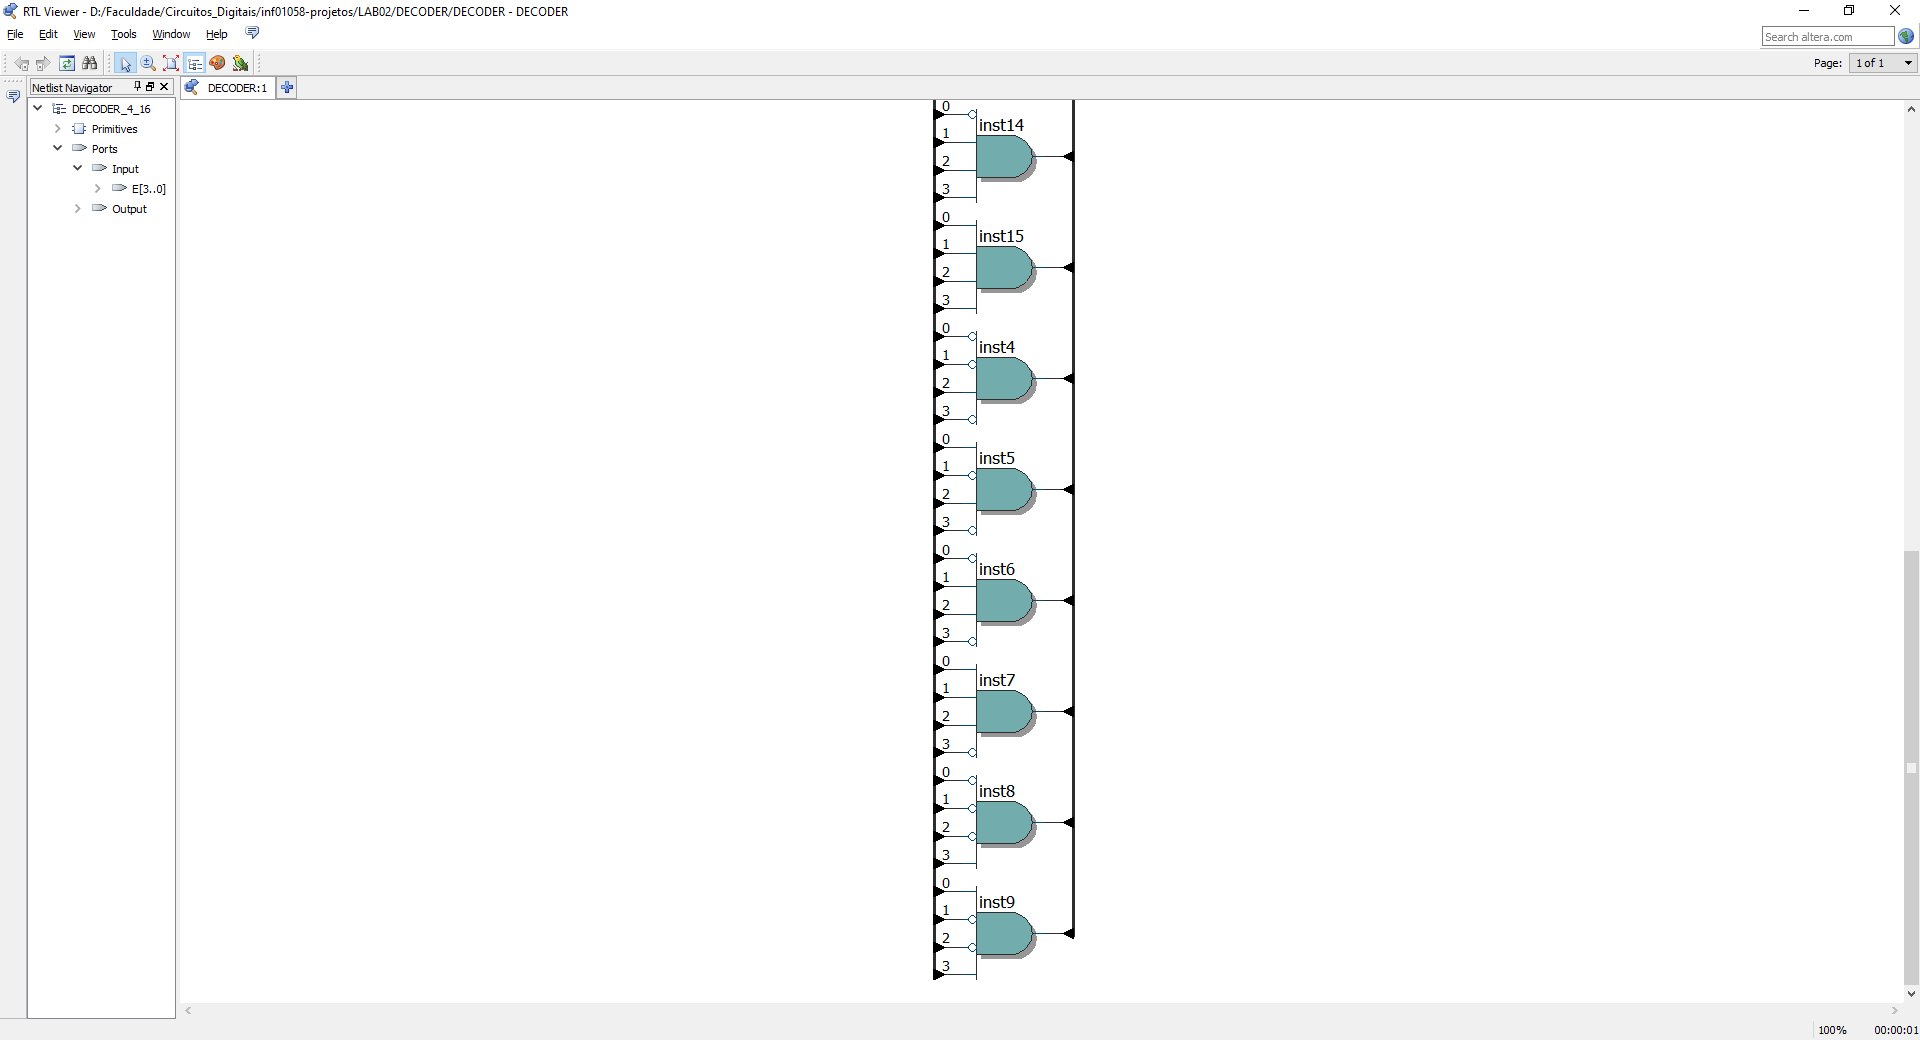 RTL Viewer - D:/Faculdade/Circuitos_Digitais/inf01058-projetos/LAB02/DECODER/DECODER - DECODER
File Edit View Tools Window Help
Search altera.com
Page: 1 of 1
Netlist Navigator
DECODER:1
DECODER_4_16
Primitives
Ports
Input
E[3..0]
Output
0
inst14
1
2
3
0
inst15
1
2
3
0
inst4
1
2
3
0
inst5
1
2
3
0
inst6
1
2
3
0
inst7
1
2
3
0
inst8
1
2
3
0
inst9
1
2
3
100% 00:00:01